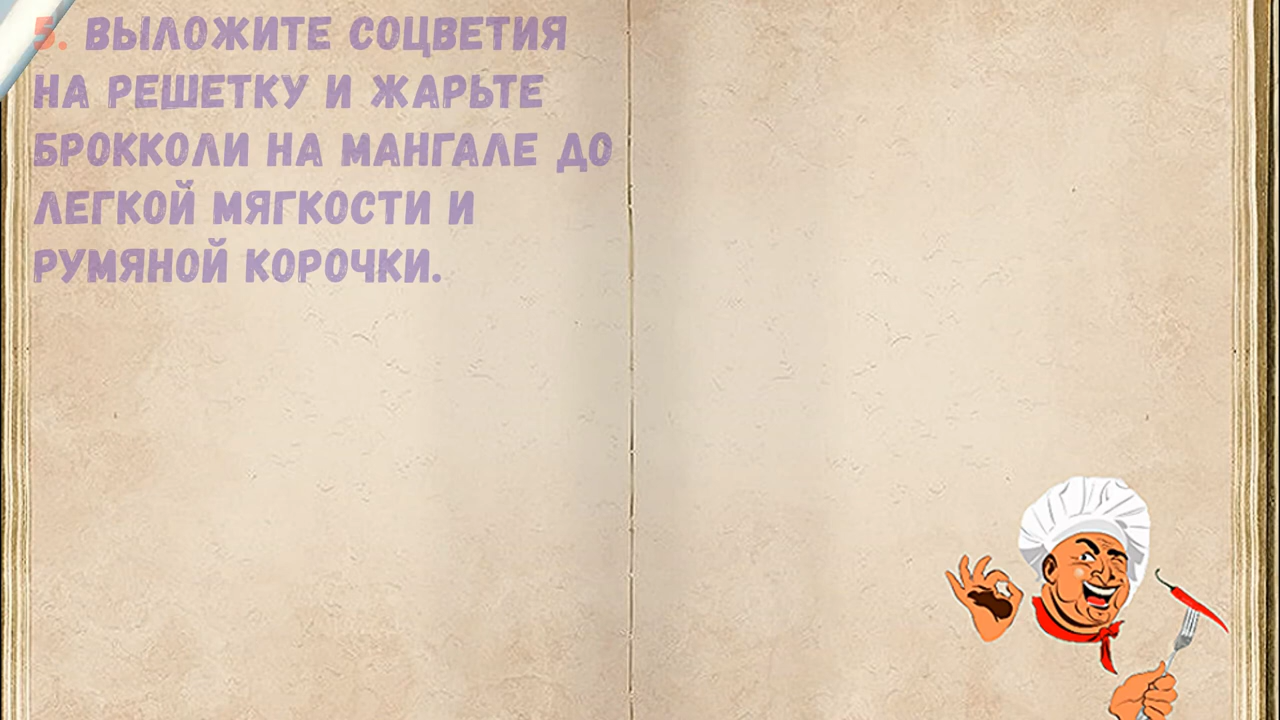 5. ВЫЛОЖИТЕ СОЦВЕТИЯ
НА РЕШЕТКУ И ЖАРЬТЕ
БРОККОЛИ НА МАНГАЛЕ ДО
ЛЕГКОЙ МЯГКОСТИ И
РУМЯНОЙ КОРОЧКИ.